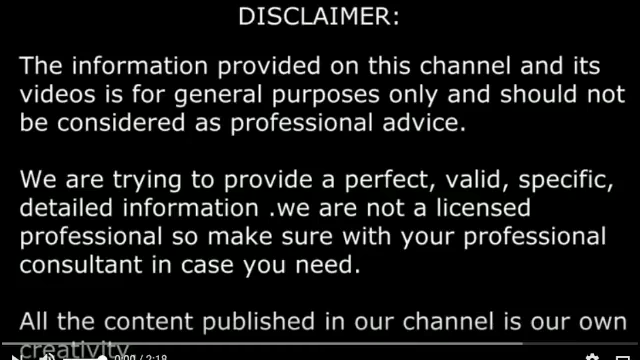 DISCLAIMER:
The information provided on this channel and its
videos is for general purposes only and should not
be considered as professional advice.
We are trying to provide a perfect, valid, specific,
detailed information .we are not a licensed
professional so make sure with your professional
consultant in case you need.
All the content published in our channel is our own
creativity
0:00 / 2:18